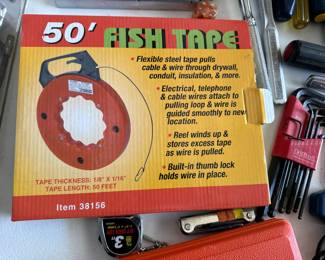 50' FISH TAPE
• Flexible steel tape pulls
cable & wire through drywall,
conduit, insulation, & more.
• Electrical, telephone
& cable wires attach to
pulling loop & wire is
guided smoothly to new
location.
• Reel winds up &
stores excess tape
as wire is pulled.
• Built-in thumb lock
holds wire in place.
TAPE THICKNESS: 1/8" X 1/16"
TAPE LENGTH: 50 FEET
Item 38156
3"